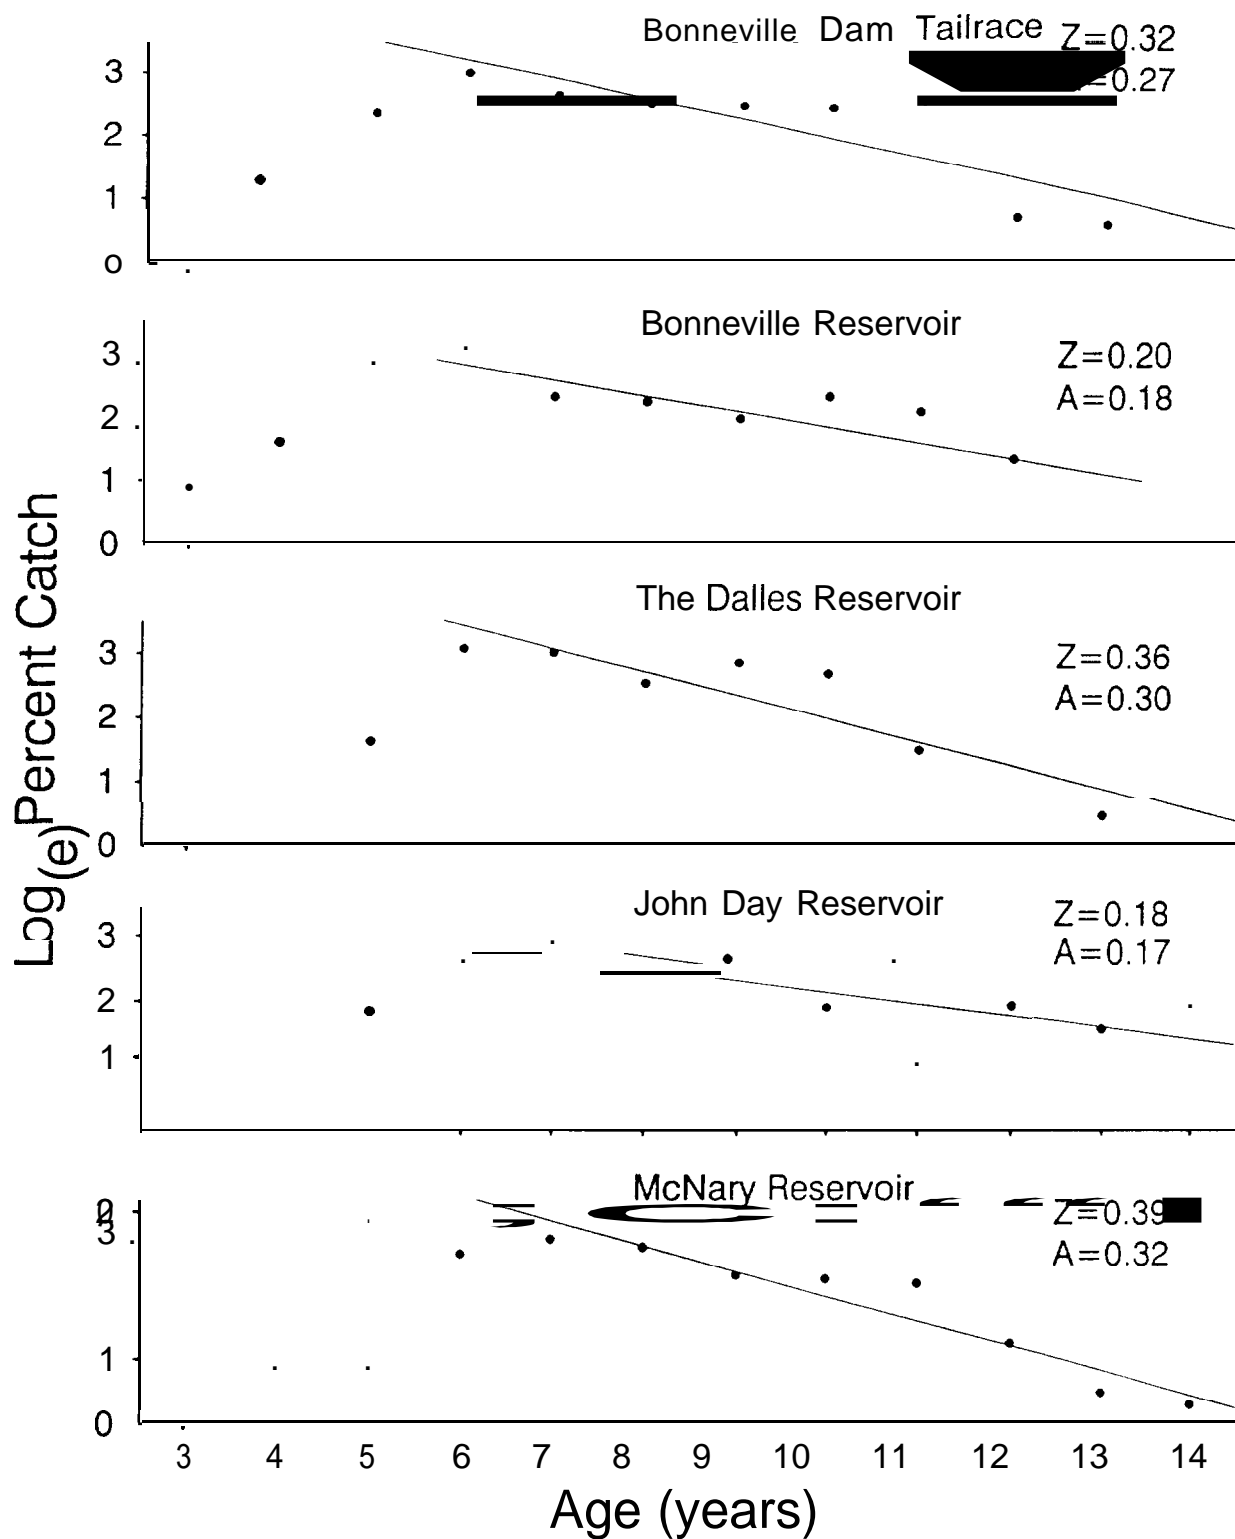 Bonneville Dam Tailrace
Z=0.32
=0.27
3
2
1
0
Bonneville Reservoir
Z=0.20
A=0.18
3
2
1
0
The Dalles Reservoir
Z=0.36
A=0.30
3
2
1
0
John Day Reservoir
Z=0.18
A=0.17
3
2
1
McNary Reservoir
Z=0.39
A=0.32
3
1
0
3 4 5 6 7 8 9 10 11 12 13 14
Age (years)
Log(e) Percent Catch